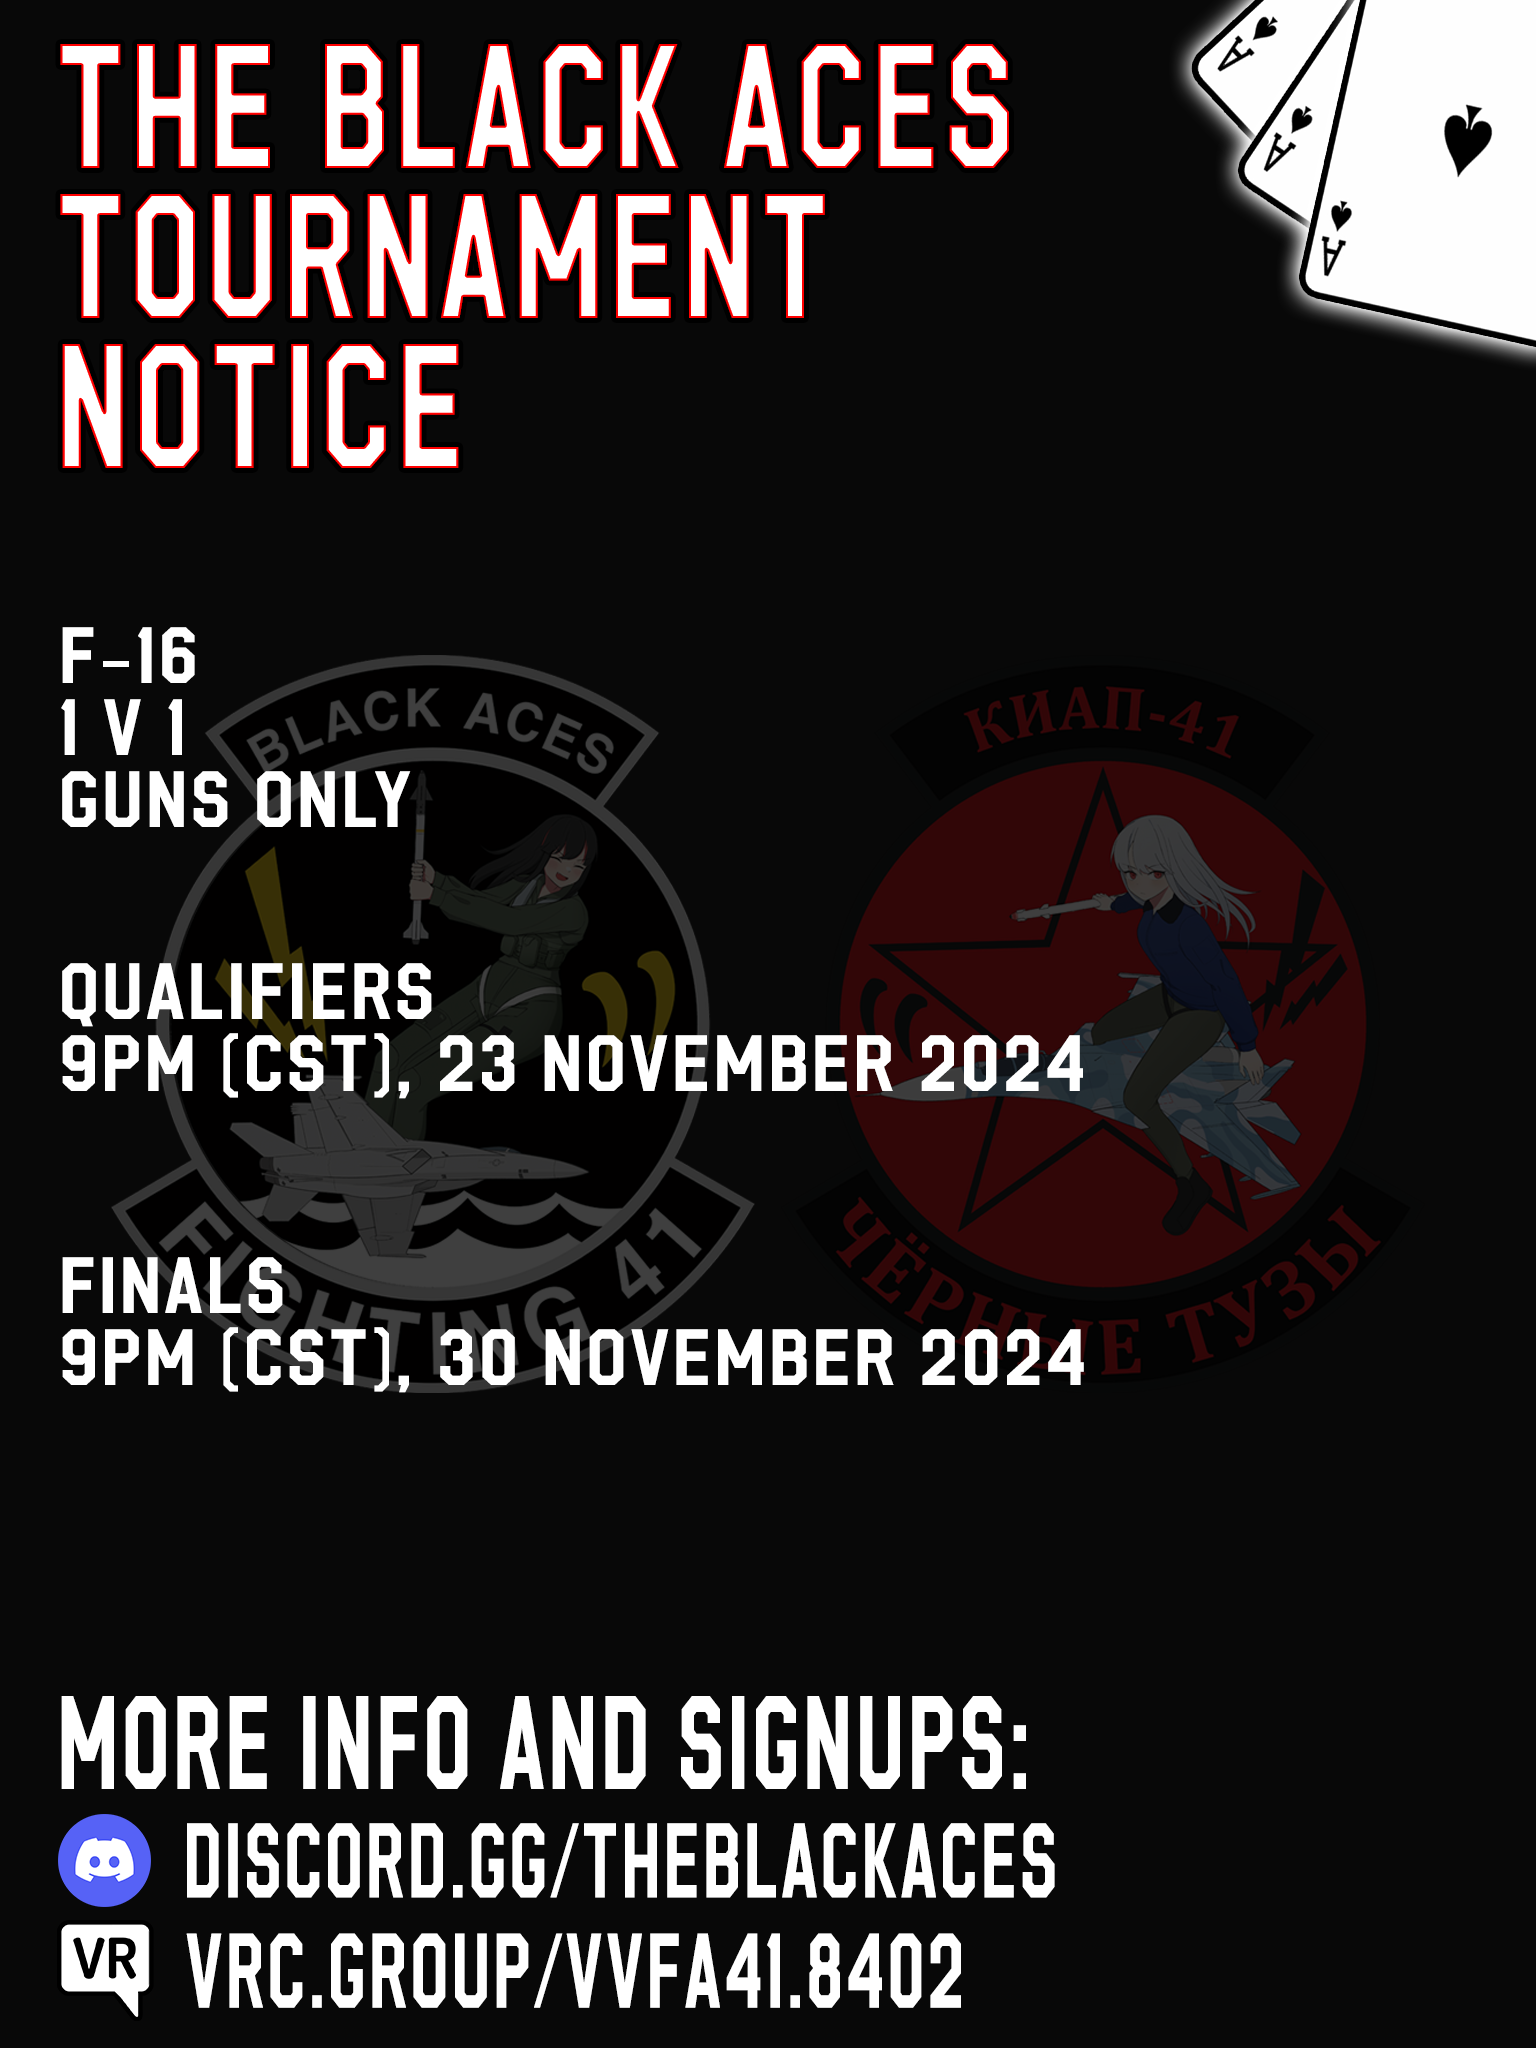 THE BLACK ACES
TOURNAMENT
NOTICE
A
A
A
F-16
1 V 1
GUNS ONLY
BLACK ACES
FIGHTING 41
КИАП-41
ЧЁРНЫЕ ТУЗЫ
QUALIFIERS
9PM (CST), 23 NOVEMBER 2024
FINALS
9PM (CST), 30 NOVEMBER 2024
MORE INFO AND SIGNUPS:
DISCORD.GG/THEBLACKACES
VR
VRC.GROUP/VVFA41.8402